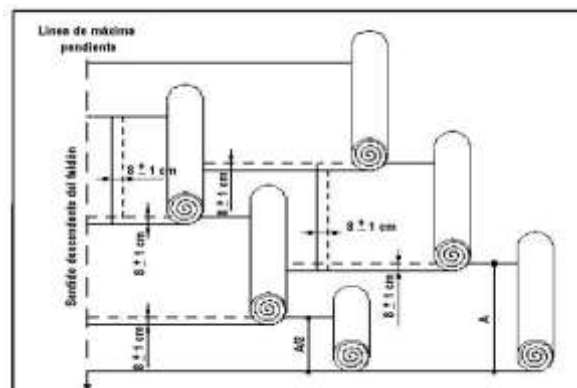 Línea de máxima
pendiente
Sentido descendente del faldón
8 ± 1 cm
8 ± 1 cm
8 ± 1 cm
8 ± 1 cm
8 ± 1 cm
8 ± 1 cm
A/2
A